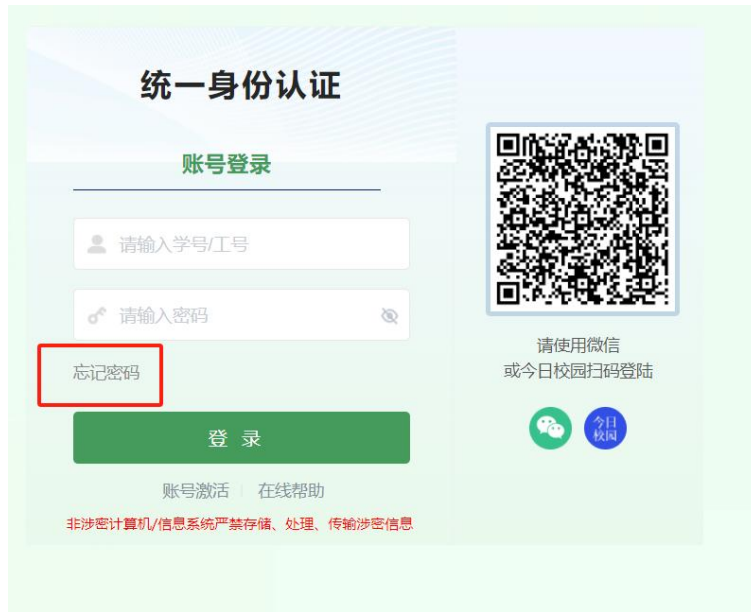 统一身份认证
账号登录
请输入学号/工号
请输入密码
忘记密码
登 录
账号激活 在线帮助
非涉密计算机/信息系统严禁存储、处理、传输涉密信息
请使用微信
或今日校园扫码登陆
今日
校园